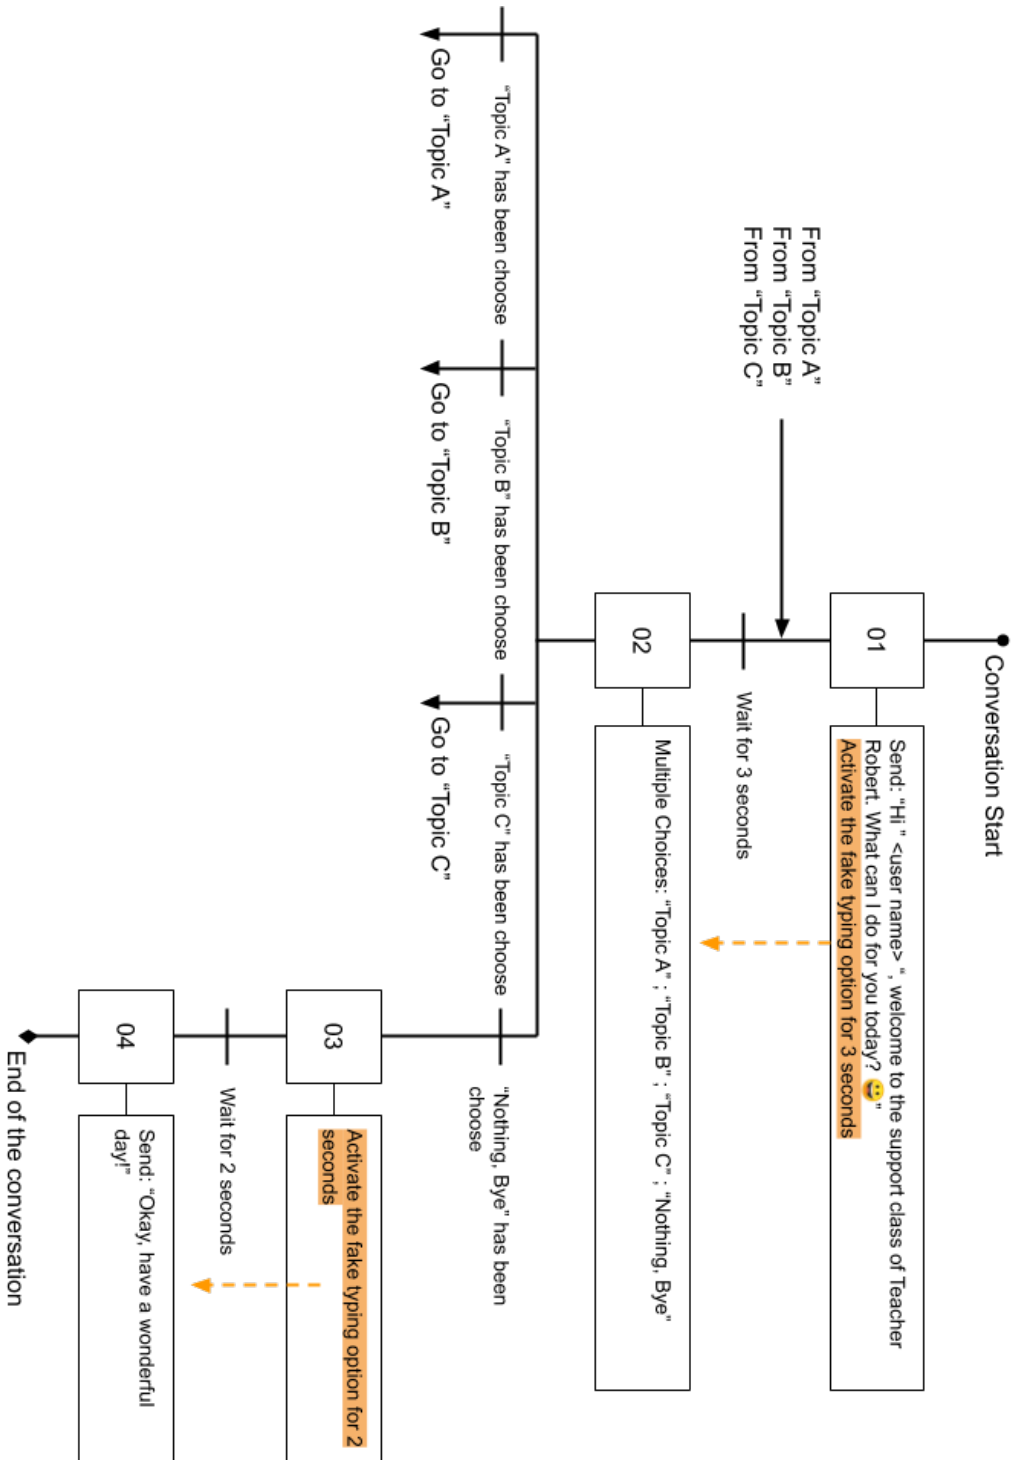 Conversation Start
01
Send: “Hi ” <user name> “, welcome to the support class of Teacher
Robert. What can I do for you today? 😀”
Activate the fake typing option for 3 seconds
From “Topic A”
From “Topic B”
From “Topic C”
Wait for 3 seconds
02
Multiple Choices: “Topic A” ; “Topic B” ; “Topic C” ; “Nothing, Bye”
“Topic A” has been choose
“Topic B” has been choose
“Topic C” has been choose
“Nothing, Bye” has been
choose
Go to “Topic A”
Go to “Topic B”
Go to “Topic C”
03
Activate the fake typing option for 2
seconds
Wait for 2 seconds
04
Send: “Okay, have a wonderful
day!”
End of the conversation